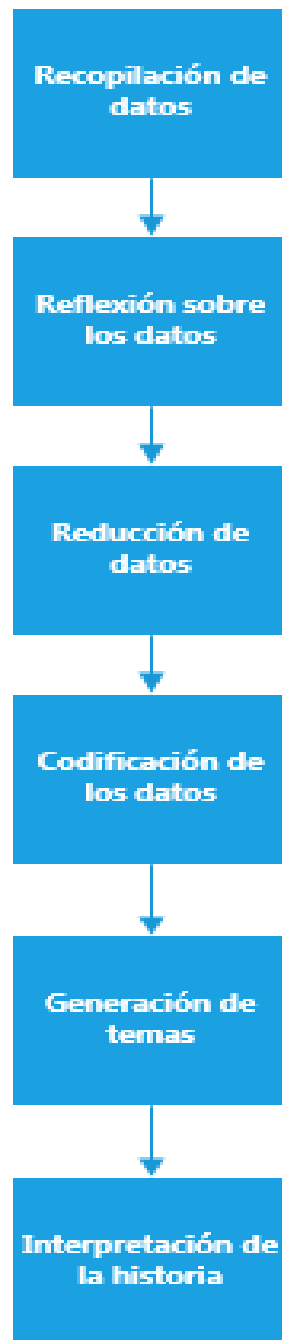 Recopilación de
datos
Reflexión sobre
los datos
Reducción de
datos
Codificación de
los datos
Generación de
temas
Interpretación de
la historia